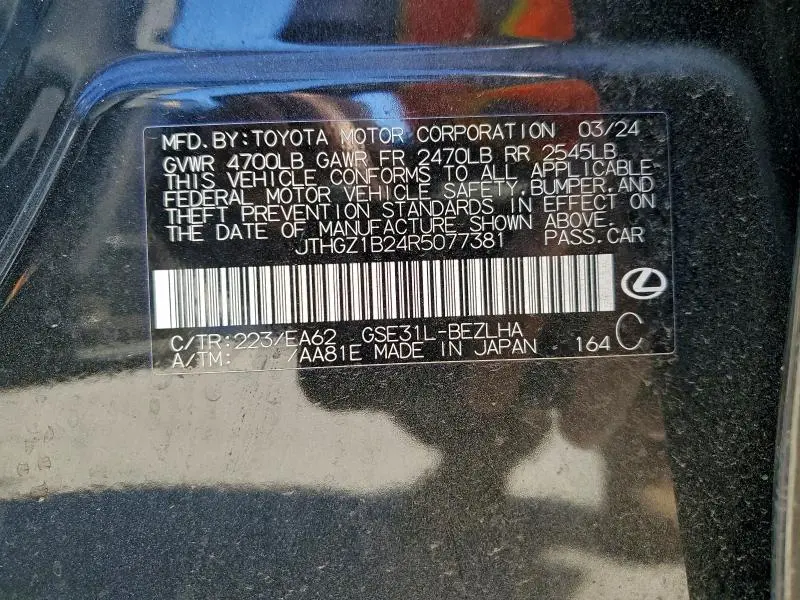 MFD.BY:TOYOTA MOTOR CORPORATION 03/24
GVWR 4700LB GAWR FR 2470LB RR 2545LB
THIS VEHICLE CONFORMS TO ALL APPLICABLE
FEDERAL MOTOR VEHICLE SAFETY,BUMPER,AND
THEFT PREVENTION STANDARDS IN EFFECT ON
THE DATE OF MANUFACTURE SHOWN ABOVE.
JTHGZ1B24R5077381 PASS.CAR
C/TR:223/EA62 GSE31L-BEZLHA
A/TM: /AA81E MADE IN JAPAN 164 C